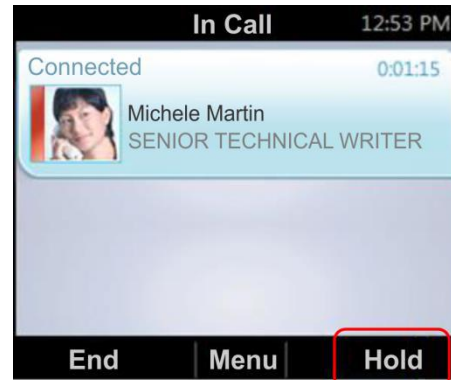 In Call 12:53 PM
Connected 0:01:15
Michele Martin
SENIOR TECHNICAL WRITER
End Menu Hold